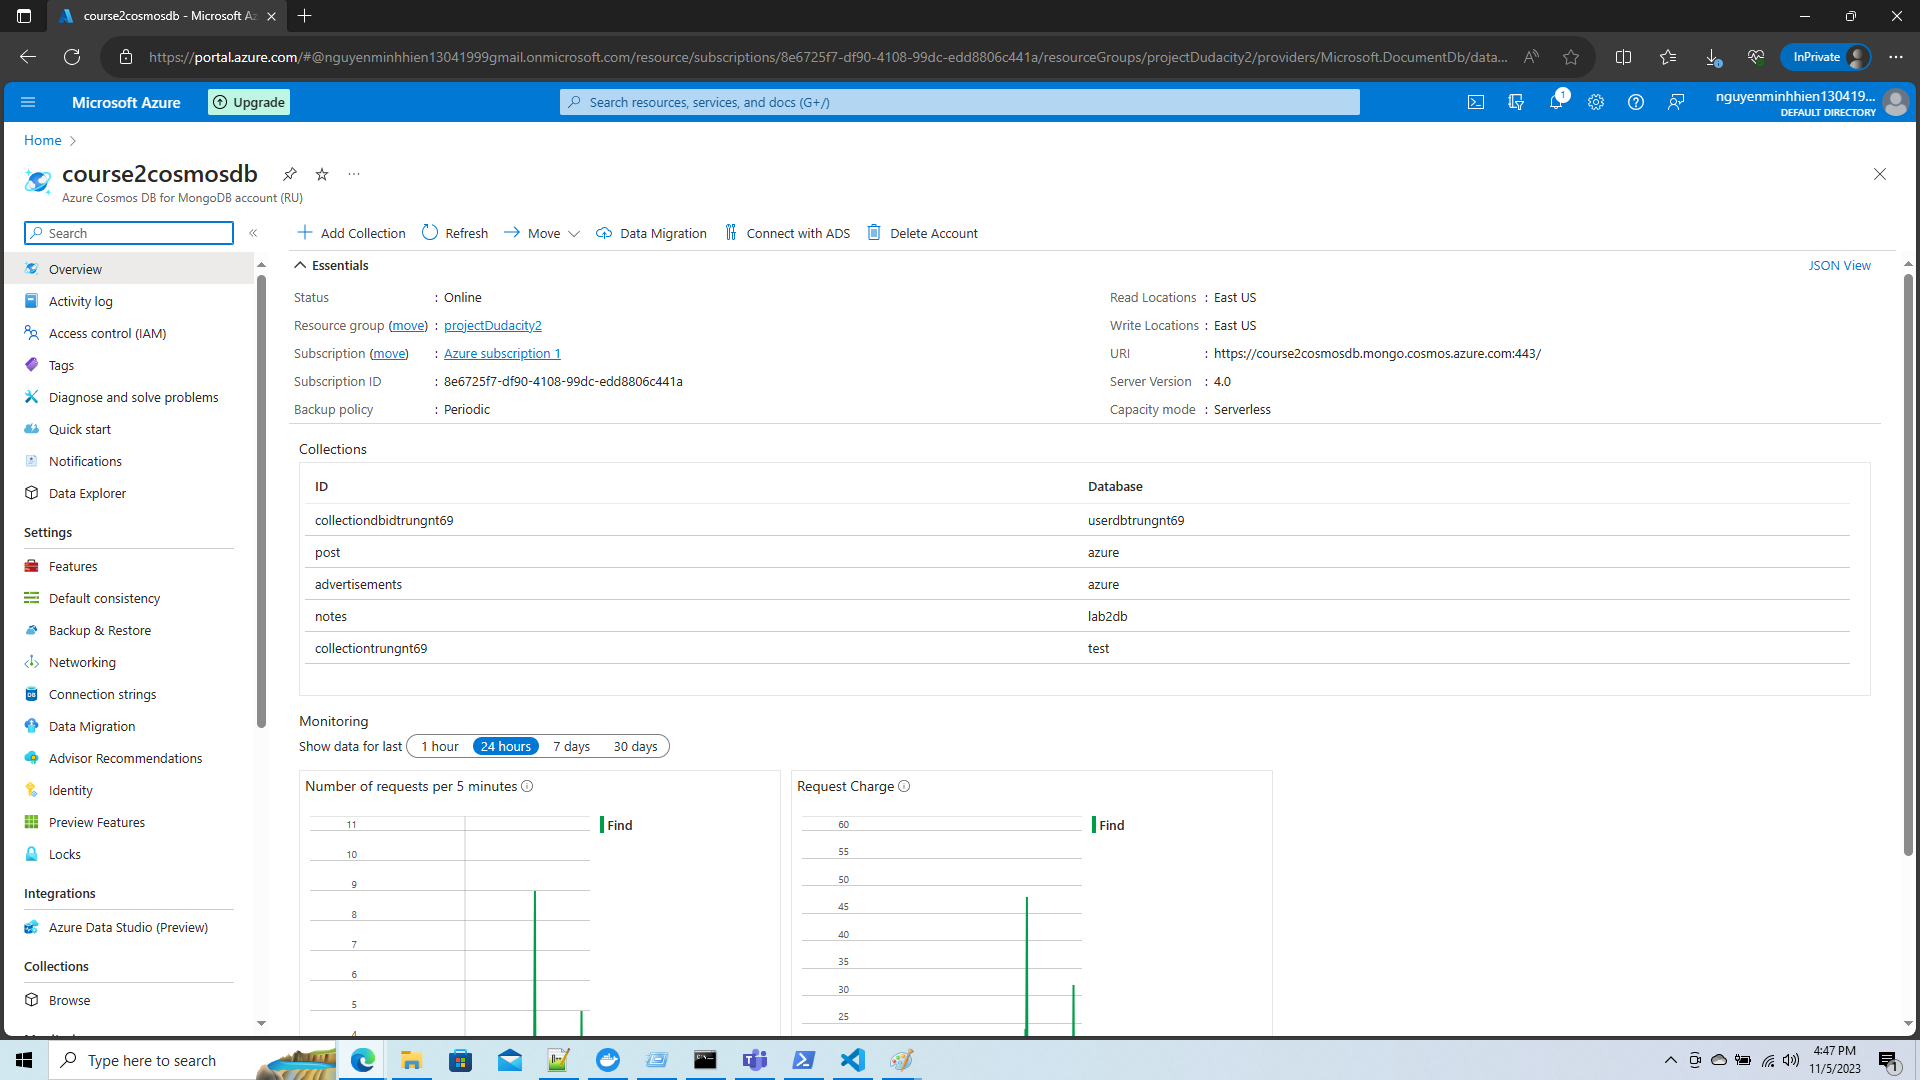 course2cosmosdb - Microsoft Az
https://portal.azure.com/#@nguyenminhhien13041999gmail.onmicrosoft.com/resource/subscriptions/8e6725f7-df90-4108-99dc-edd8806c441a/resourceGroups/projectDudacity2/providers/Microsoft.DocumentDb/data...
InPrivate
Microsoft Azure
Upgrade
Search resources, services, and docs (G+/)
1
nguyenminhhien130419...
DEFAULT DIRECTORY
Home
course2cosmosdb
Azure Cosmos DB for MongoDB account (RU)
Search
Add Collection
Refresh
Move
Data Migration
Connect with ADS
Delete Account
Overview
Activity log
Access control (IAM)
Tags
Diagnose and solve problems
Quick start
Notifications
Data Explorer
Settings
Features
Default consistency
Backup & Restore
Networking
Connection strings
Data Migration
Advisor Recommendations
Identity
Preview Features
Locks
Integrations
Azure Data Studio (Preview)
Collections
Browse
Essentials
JSON View
Status : Online
Resource group (move) : projectDudacity2
Subscription (move) : Azure subscription 1
Subscription ID : 8e6725f7-df90-4108-99dc-edd8806c441a
Backup policy : Periodic
Read Locations : East US
Write Locations : East US
URI : https://course2cosmosdb.mongo.cosmos.azure.com:443/
Server Version : 4.0
Capacity mode : Serverless
Collections
ID Database
collectiondbidtrungnt69 userdbtrungnt69
post azure
advertisements azure
notes lab2db
collectiontrungnt69 test
Monitoring
Show data for last 1 hour 24 hours 7 days 30 days
Number of requests per 5 minutes
11
10
9
8
7
6
5
4
Find
Request Charge
60
55
50
45
40
35
30
25
Find
Type here to search
4:47 PM
11/5/2023
1